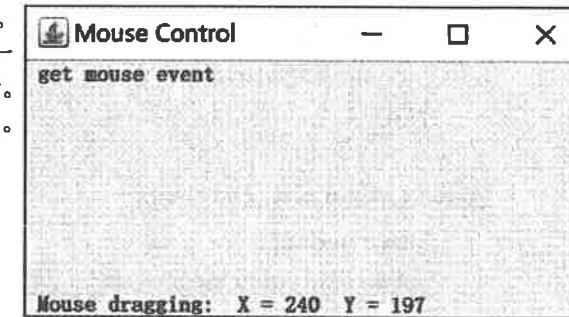 Mouse Control
get mouse event
Mouse dragging: X = 240 Y = 197